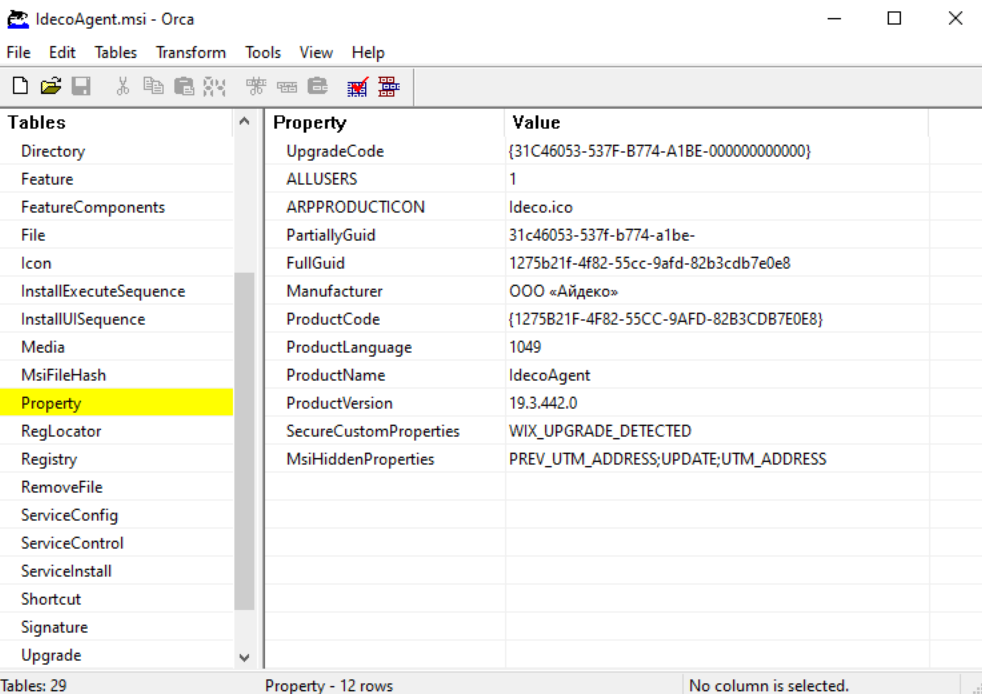 IdecoAgent.msi - Orca
File Edit Tables Transform Tools View Help
Tables Property Value
Directory UpgradeCode {31C46053-537F-B774-A1BE-000000000000}
Feature ALLUSERS 1
FeatureComponents ARPPRODUCTICON Ideco.ico
File PartiallyGuid 31c46053-537f-b774-a1be-
Icon FullGuid 1275b21f-4f82-55cc-9afd-82b3cdb7e0e8
InstallExecuteSequence Manufacturer ООО «Айдеко»
InstallUISequence ProductCode {1275B21F-4F82-55CC-9AFD-82B3CDB7E0E8}
Media ProductLanguage 1049
MsiFileHash ProductName IdecoAgent
Property ProductVersion 19.3.442.0
RegLocator SecureCustomProperties WIX_UPGRADE_DETECTED
Registry MsiHiddenProperties PREV_UTM_ADDRESS;UPDATE;UTM_ADDRESS
RemoveFile
ServiceConfig
ServiceControl
ServiceInstall
Shortcut
Signature
Upgrade
Tables: 29 Property - 12 rows No column is selected.